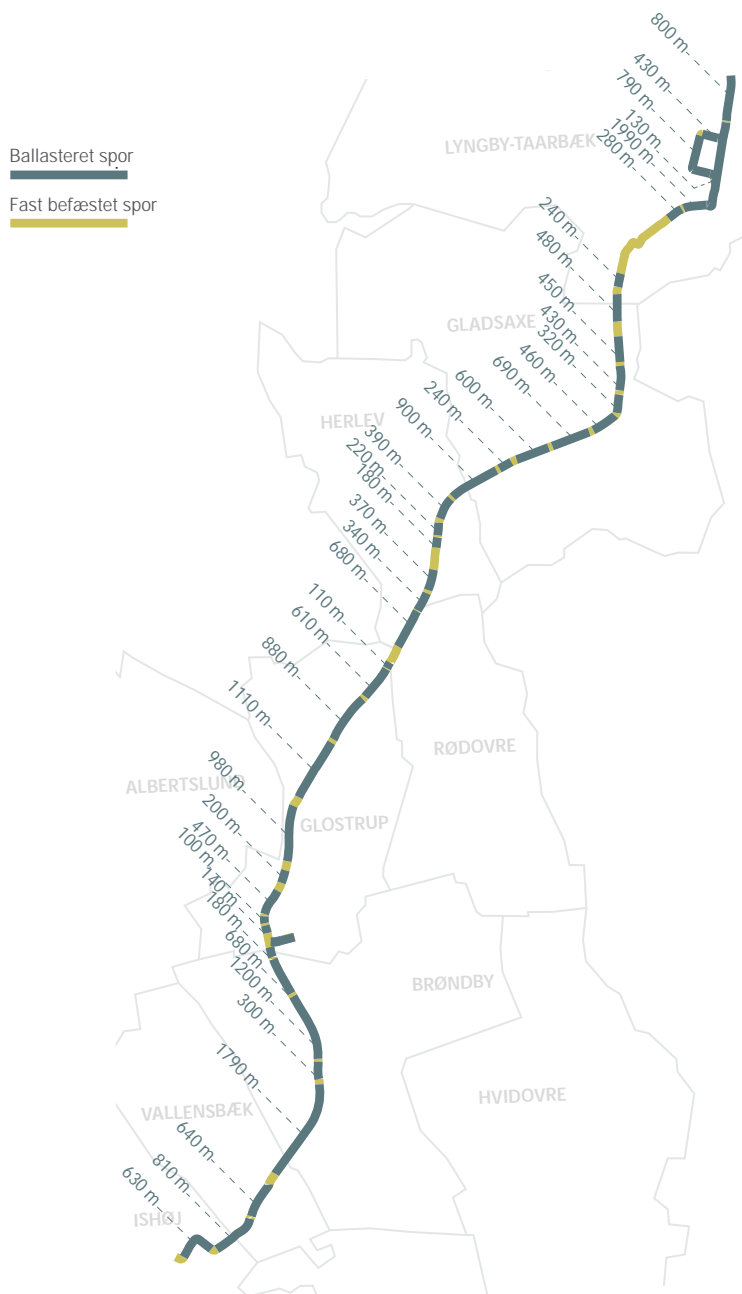 800 m
430 m
790 m
130 m
1990 m
280 m
LYNGBY-TAARBÆK
Ballasteret spor
Fast befæstet spor
240 m
480 m
450 m
430 m
320 m
GLADSAXE
460 m
690 m
600 m
240 m
900 m
HERLEV
390 m
220 m
180 m
370 m
340 m
680 m
110 m
610 m
880 m
1110 m
RØDOVRE
980 m
ALBERTSLUND
200 m
GLOSTRUP
470 m
100 m
140 m
180 m
680 m
1200 m
300 m
BRØNDBY
1790 m
HVIDOVRE
VALLENSBÆK
640 m
810 m
630 m
ISHØJ